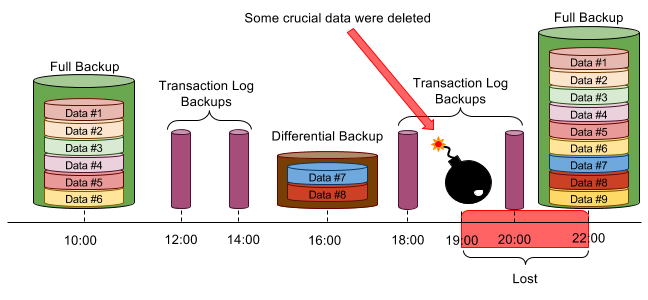 Some crucial data were deleted
Full Backup
Full Backup
Transaction Log
Backups
Transaction Log
Backups
Differential Backup
Data #1
Data #2
Data #3
Data #4
Data #5
Data #6
Data #7
Data #8
Data #1
Data #2
Data #3
Data #4
Data #5
Data #6
Data #7
Data #8
Data #9
10:00
12:00
14:00
16:00
18:00
19:00
20:00
22:00
Lost